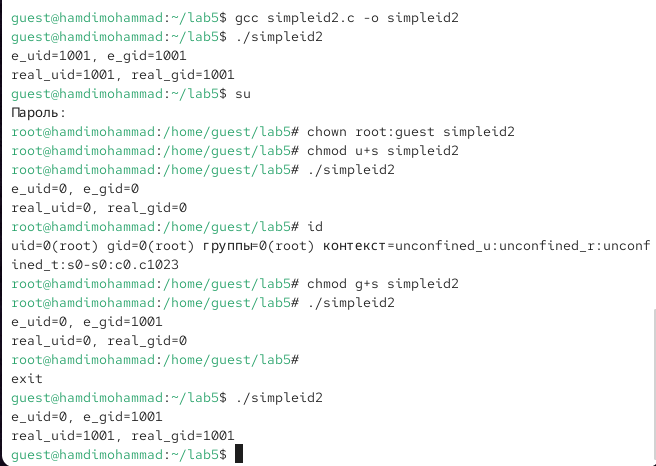 guest@hamdimohammad:~/lab5$ gcc simpleid2.c -o simpleid2
guest@hamdimohammad:~/lab5$ ./simpleid2
e_uid=1001, e_gid=1001
real_uid=1001, real_gid=1001
guest@hamdimohammad:~/lab5$ su
Пароль:
root@hamdimohammad:/home/guest/lab5# chown root:guest simpleid2
root@hamdimohammad:/home/guest/lab5# chmod u+s simpleid2
root@hamdimohammad:/home/guest/lab5# ./simpleid2
e_uid=0, e_gid=0
real_uid=0, real_gid=0
root@hamdimohammad:/home/guest/lab5# id
uid=0(root) gid=0(root) группы=0(root) контекст=unconfined_u:unconfined_r:unconf
ined_t:s0-s0:c0.c1023
root@hamdimohammad:/home/guest/lab5# chmod g+s simpleid2
root@hamdimohammad:/home/guest/lab5# ./simpleid2
e_uid=0, e_gid=1001
real_uid=0, real_gid=0
root@hamdimohammad:/home/guest/lab5#
exit
guest@hamdimohammad:~/lab5$ ./simpleid2
e_uid=0, e_gid=1001
real_uid=1001, real_gid=1001
guest@hamdimohammad:~/lab5$